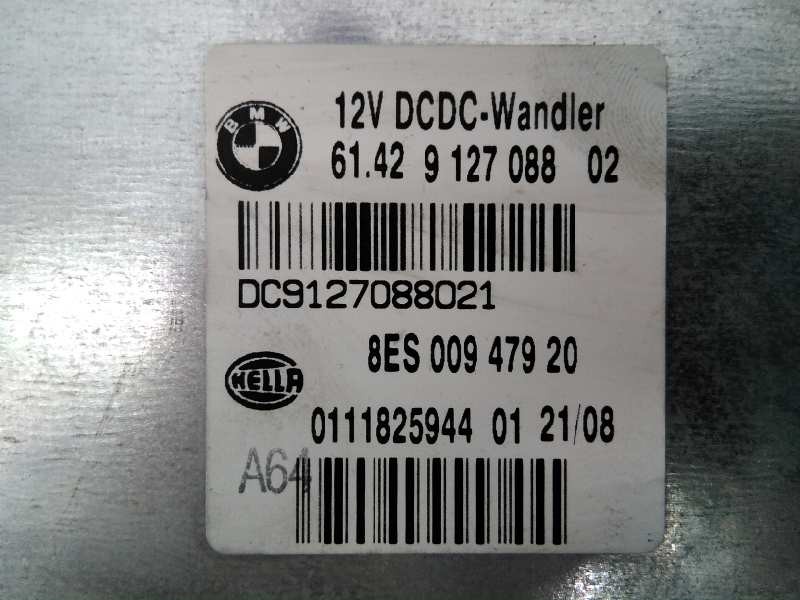 BMW
12V DCDC-Wandler
61.42 9 127 088 02
DC9127088021
8ES 009 479 20
HELLA
0111825944 01 21/08
A64